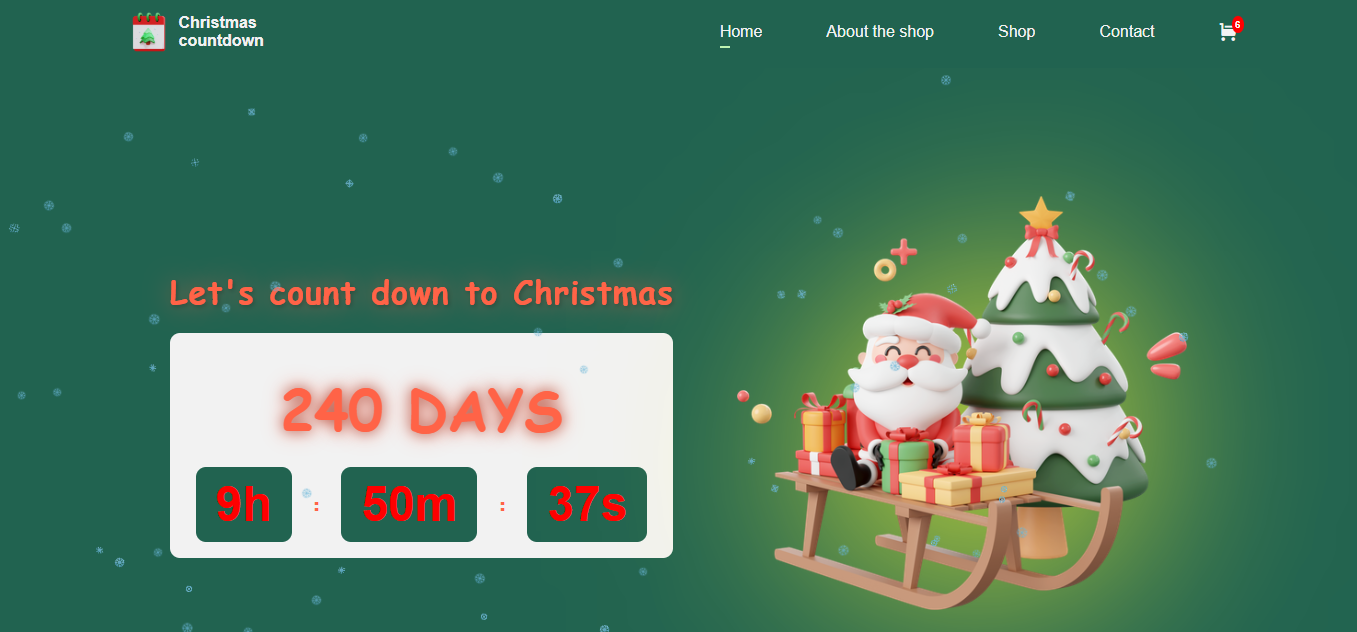 Christmas
countdown
Home
About the shop
Shop
Contact
6
Let's count down to Christmas
240 DAYS
9h : 50m : 37s